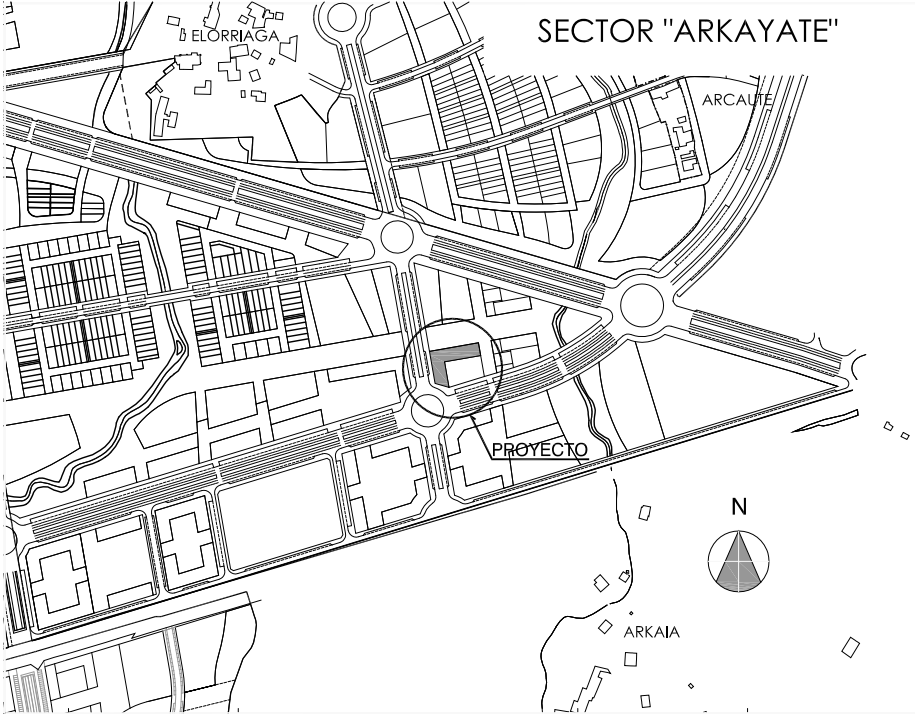 SECTOR "ARKAYATE"
ELORRIAGA
ARCAUTE
PROYECTO
N
ARKAIA